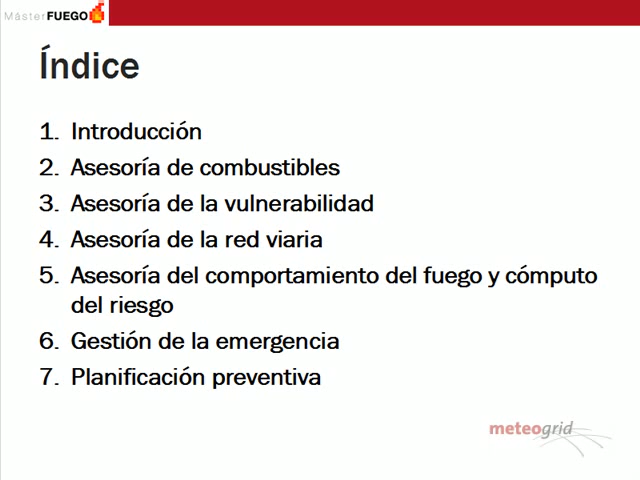 MásterFUEGO
Índice
1. Introducción
2. Asesoría de combustibles
3. Asesoría de la vulnerabilidad
4. Asesoría de la red viaria
5. Asesoría del comportamiento del fuego y cómputo
del riesgo
6. Gestión de la emergencia
7. Planificación preventiva
meteogrid